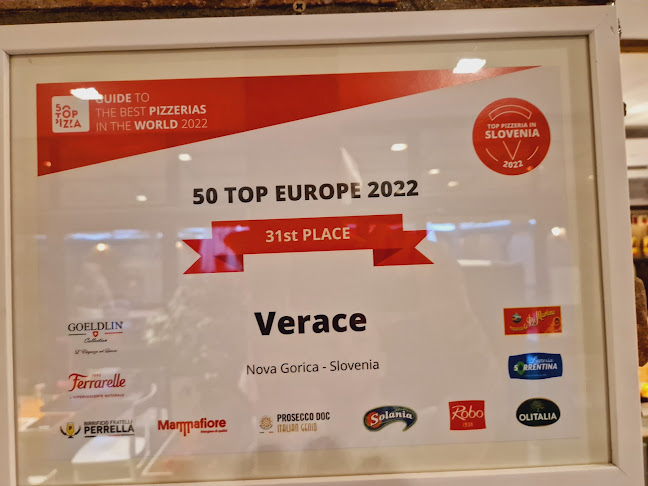 50
TOP
PIZZA
GUIDE TO
THE BEST PIZZERIAS
IN THE WORLD 2022
TOP PIZZERIA IN
SLOVENIA
2022
50 TOP EUROPE 2022
31st PLACE
Verace
Nova Gorica - Slovenia
GOELDLIN
Collection
Ferrarelle
BIRRIFICIO FRATELLI
PERRELLA
Mammafiore
PROSECCO DOC
ITALIAN GENIO
Solania
Robo
SORRENTINA
OLITALIA